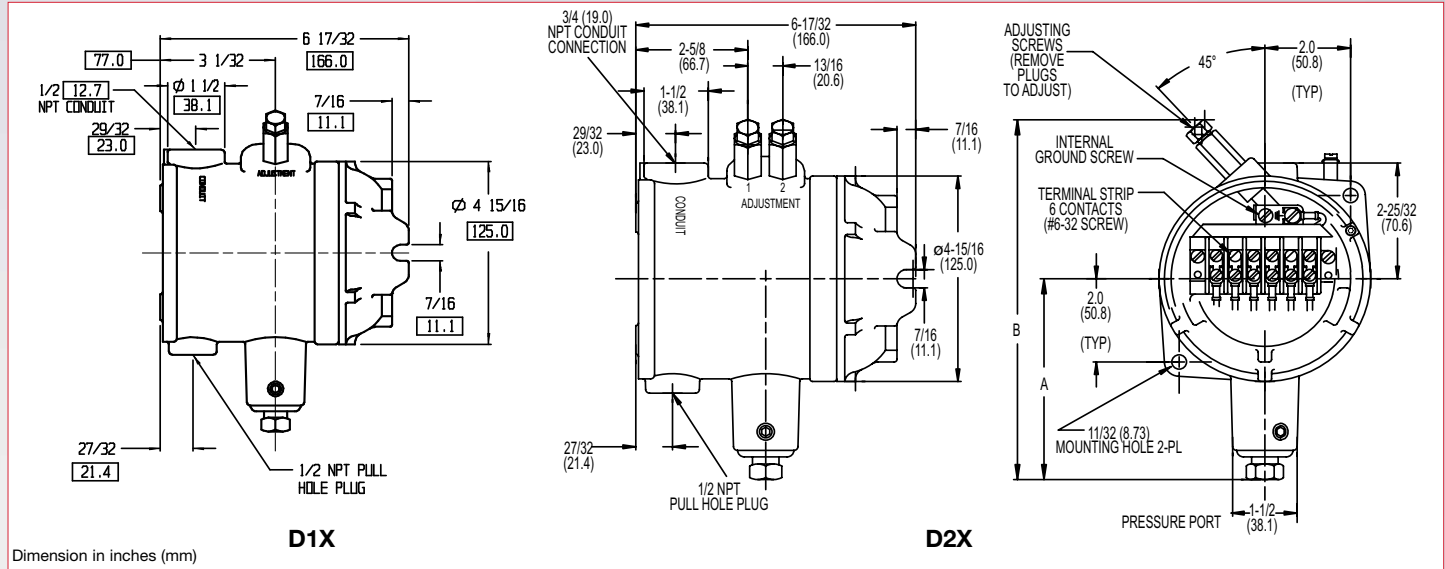 6 17/32
166.0
77.0
3 1/32
1/2 12.7
NPT CONDUIT
Ø 1 1/2
38.1
7/16
11.1
29/32
23.0
CONDUIT
ADJUSTMENT
Ø 4 15/16
125.0
7/16
11.1
27/32
21.4
1/2 NPT PULL
HOLE PLUG
D1X
Dimension in inches (mm)
3/4 (19.0)
NPT CONDUIT
CONNECTION
6-17/32
(166.0)
2-5/8
(66.7)
13/16
(20.6)
1-1/2
(38.1)
29/32
(23.0)
7/16
(11.1)
1 2
ADJUSTMENT
CONDUIT
ø4-15/16
(125.0)
7/16
(11.1)
27/32
(21.4)
1/2 NPT
PULL HOLE PLUG
D2X
ADJUSTING
SCREWS
(REMOVE
PLUGS
TO ADJUST)
45°
2.0
(50.8)
(TYP)
INTERNAL
GROUND SCREW
TERMINAL STRIP
6 CONTACTS
(#6-32 SCREW)
2-25/32
(70.6)
2.0
(50.8)
(TYP)
B
A
11/32 (8.73)
MOUNTING HOLE 2-PL
PRESSURE PORT
1-1/2
(38.1)